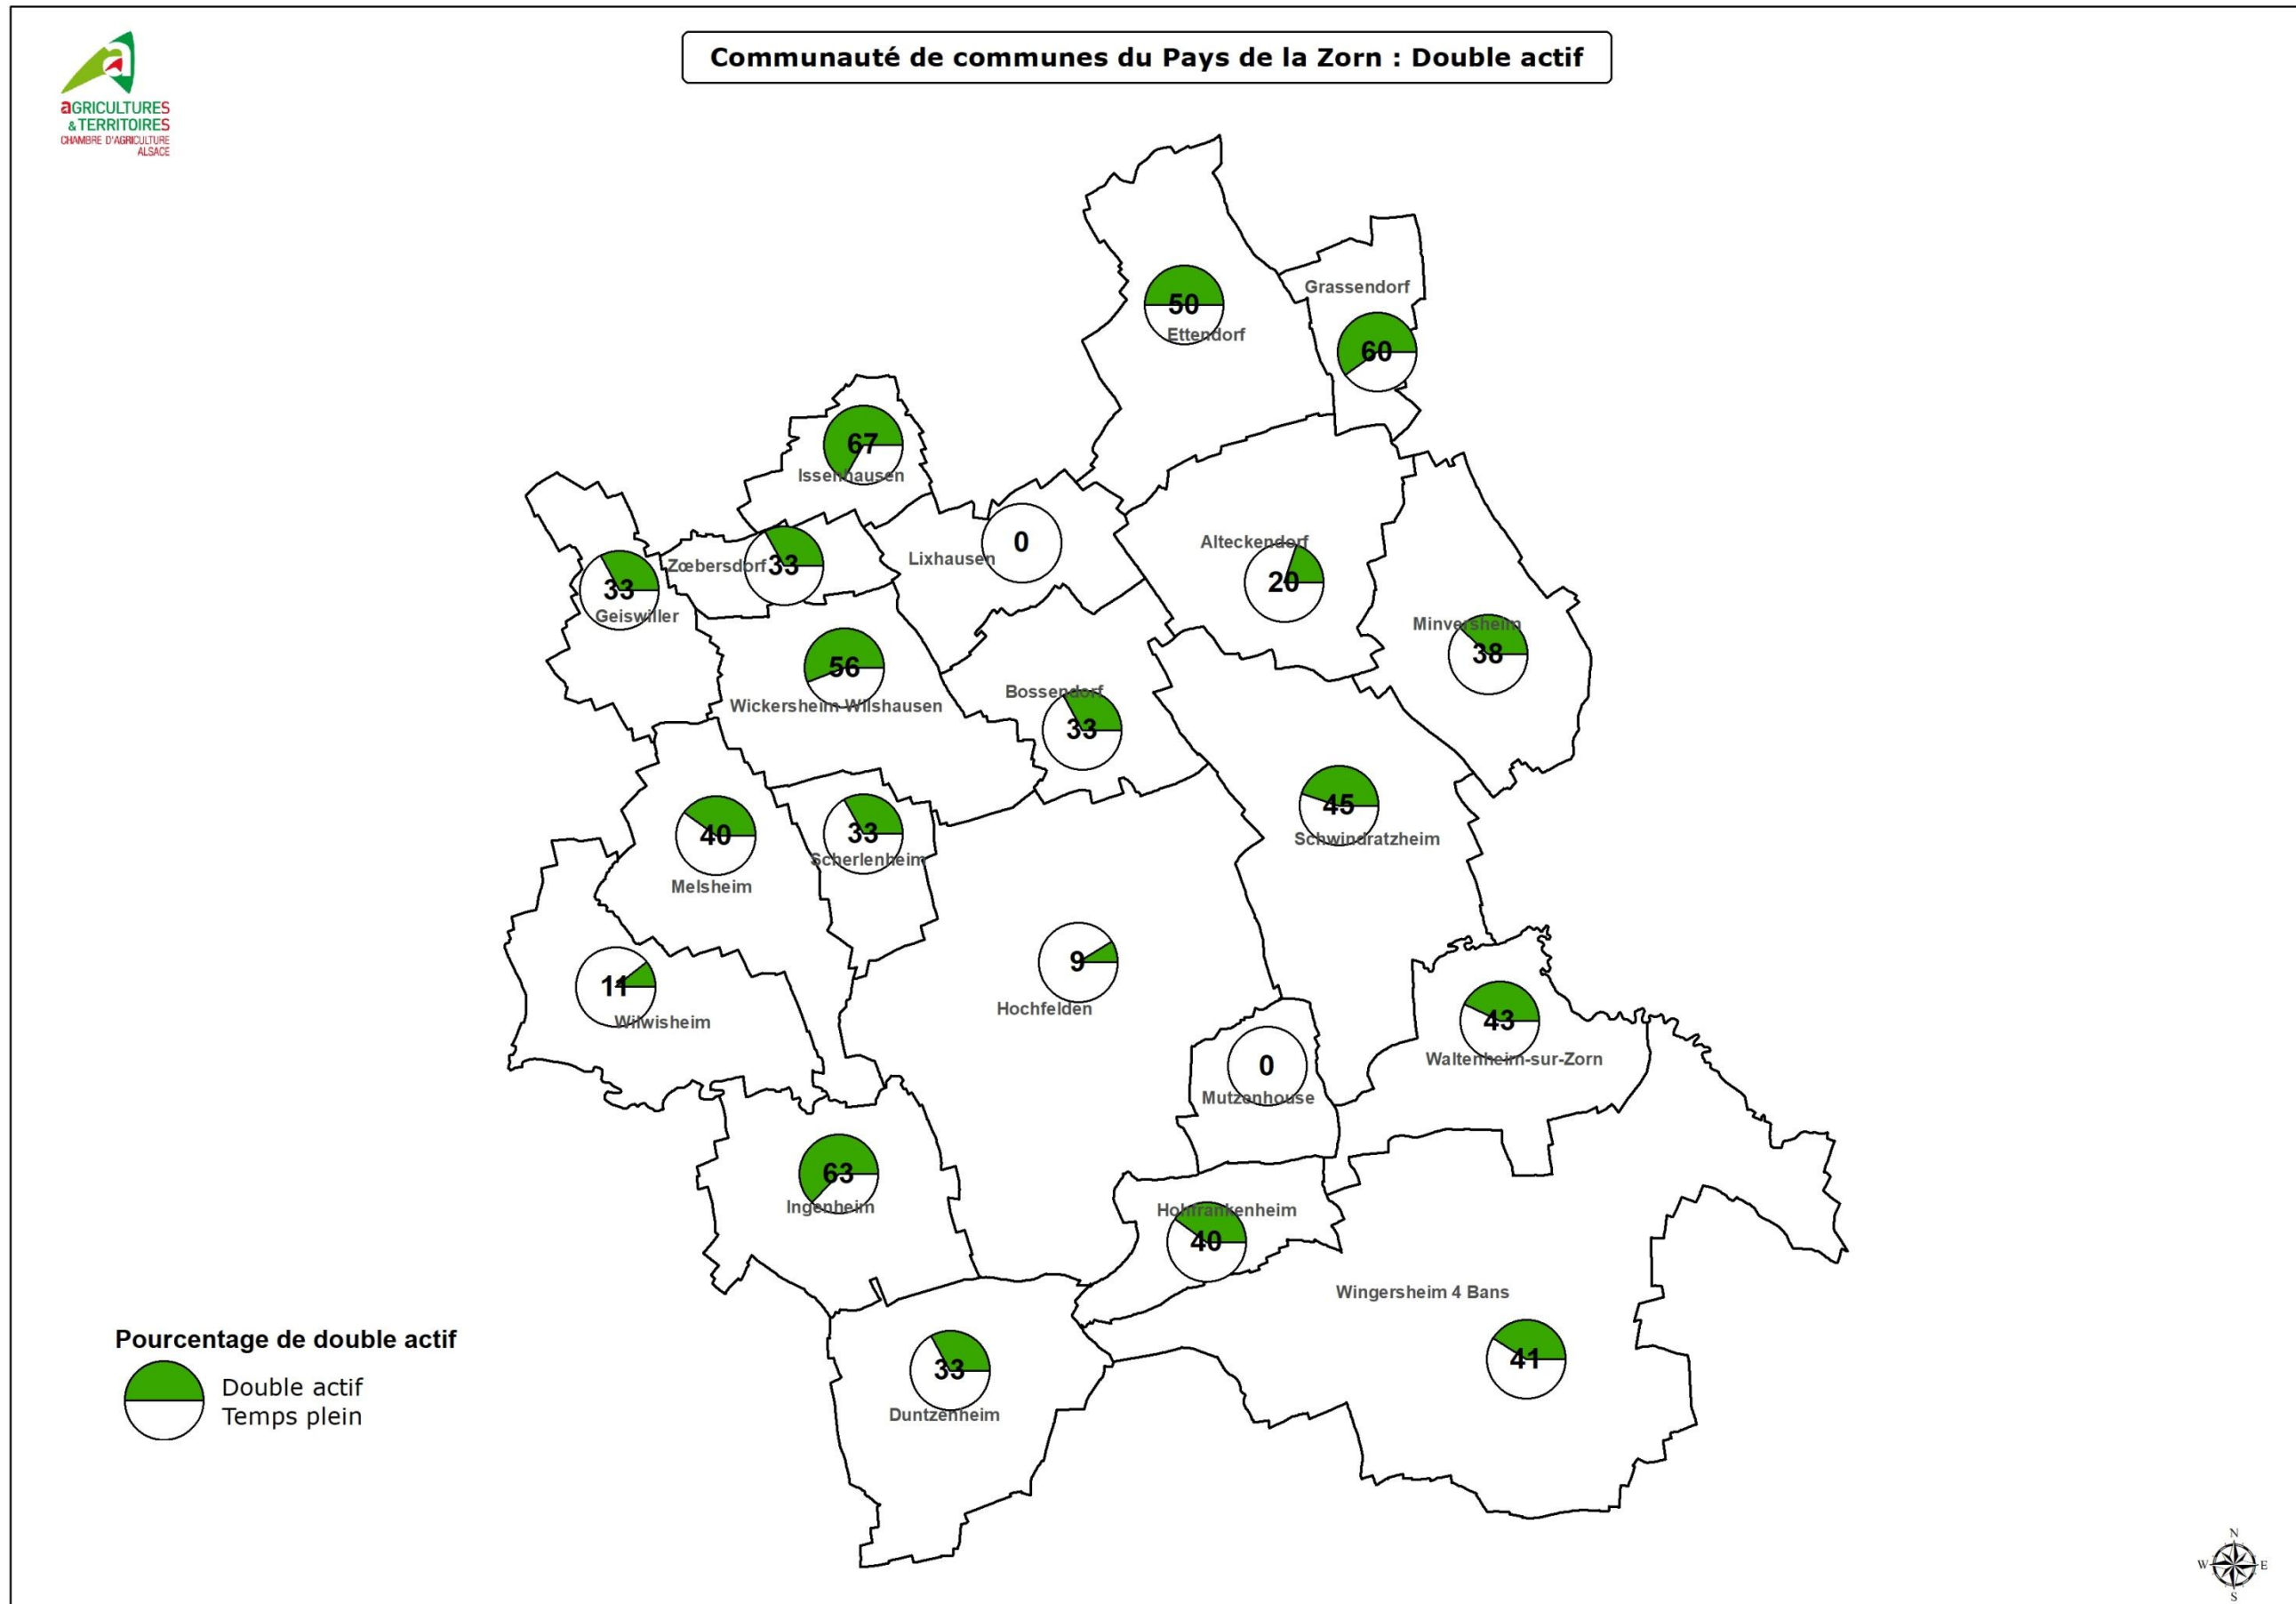 Communauté de communes du Pays de la Zorn : Double actif
aGRICULTURES
& TERRITOIRES
CHAMBRE D'AGRICULTURE
ALSACE
50
Ettendorf
Grassendorf
60
67
Issenhausen
0
Lixhausen
Zœbersdorf
33
33
Geiswiller
Alteckendorf
20
Minversheim
38
56
Wickersheim-Wilshausen
Bossendorf
33
45
Schwindratzheim
40
Melsheim
33
Scherlenheim
9
Hochfelden
11
Wilwisheim
43
Waltenheim-sur-Zorn
0
Mutzenhouse
63
Ingenheim
Hohfrankenheim
40
Wingersheim 4 Bans
41
33
Duntzenheim
Pourcentage de double actif
Double actif
Temps plein
N
W E
S